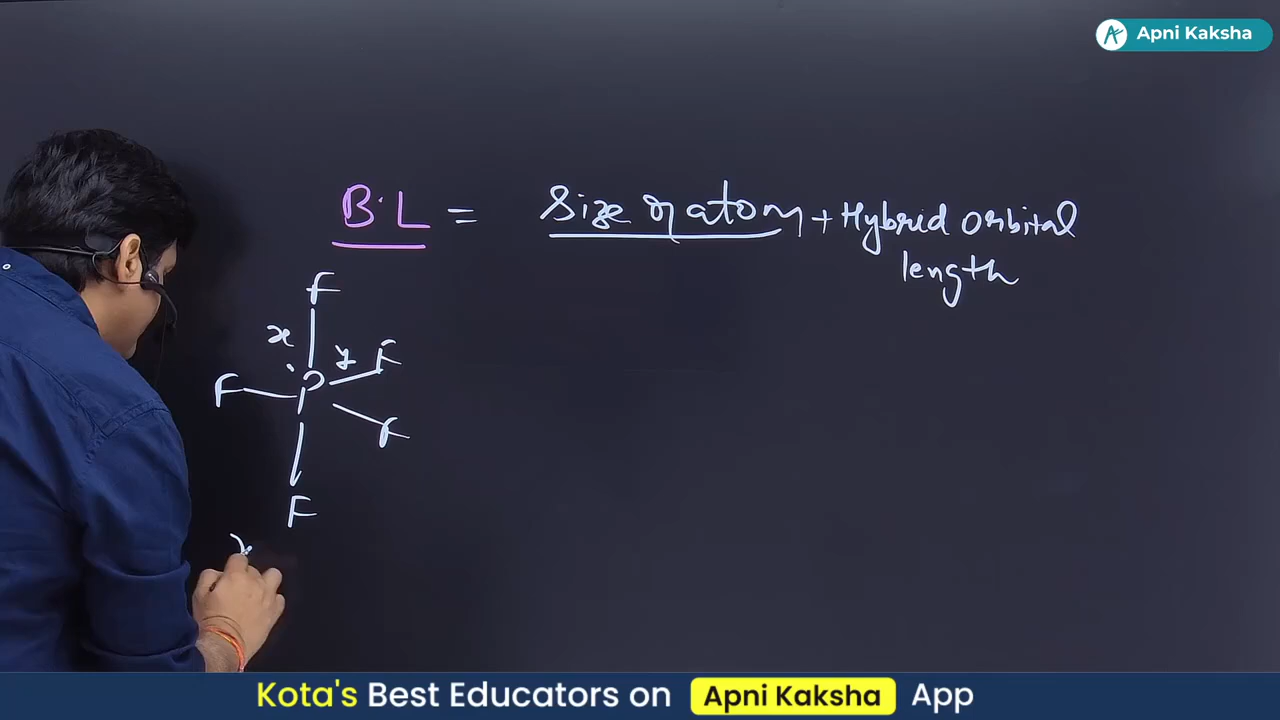 Apni Kaksha
B.L = Size of atom + Hybrid orbital
length
F
x
y F
F P
F
F
Kota's Best Educators on Apni Kaksha App